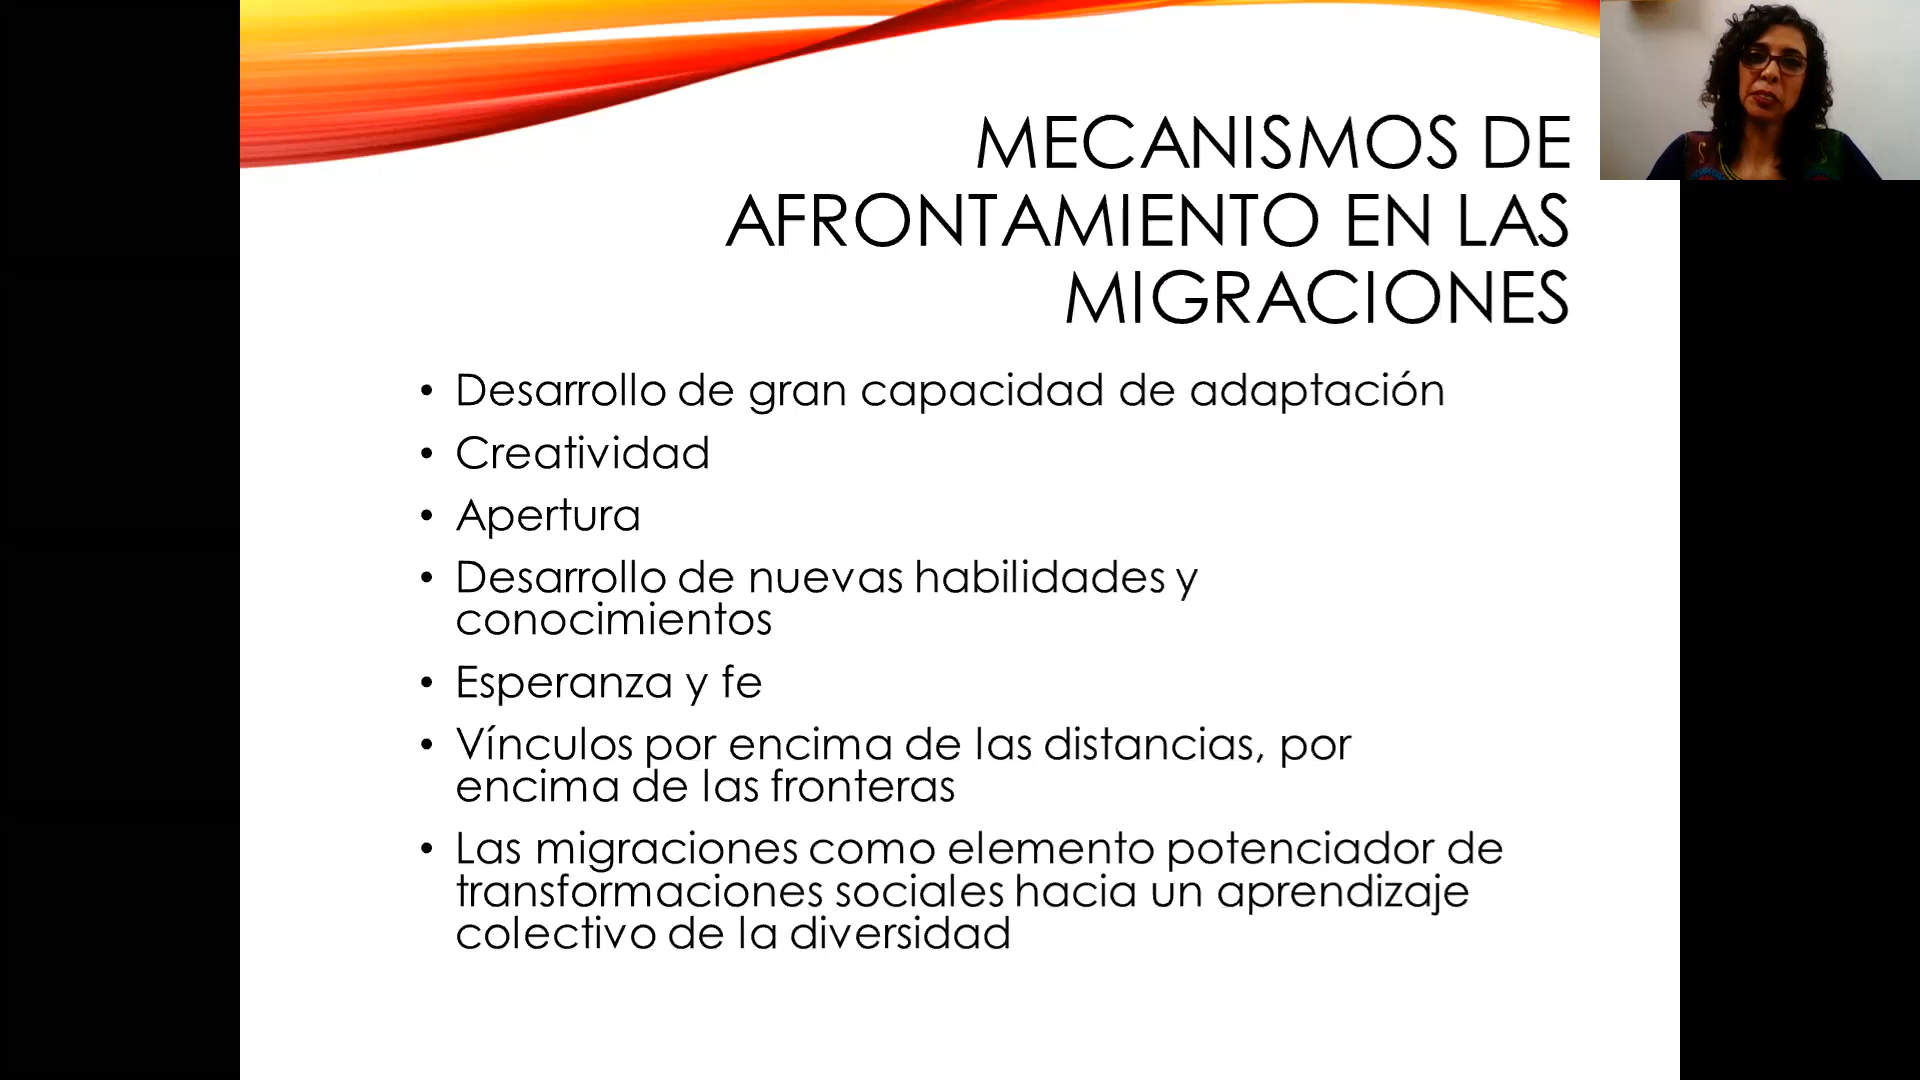 MECANISMOS DE
AFRONTAMIENTO EN LAS
MIGRACIONES
• Desarrollo de gran capacidad de adaptación
• Creatividad
• Apertura
• Desarrollo de nuevas habilidades y
conocimientos
• Esperanza y fe
• Vínculos por encima de las distancias, por
encima de las fronteras
• Las migraciones como elemento potenciador de
transformaciones sociales hacia un aprendizaje
colectivo de la diversidad